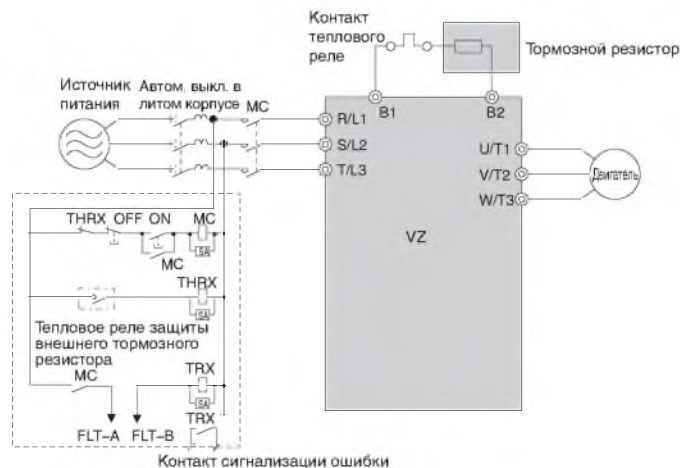 Контакт
теплового
реле
Тормозной резистор
B1
B2
Источник
питания
Автом. выкл. в
литом корпусе
MC
R/L1
S/L2
T/L3
U/T1
V/T2
W/T3
Двигатель
VZ
THRX OFF ON MC
SA
MC
THRX
SA
Тепловое реле защиты
внешнего тормозного
резистора
MC
TRX
SA
TRX
FLT–A FLT–B
Контакт сигнализации ошибки